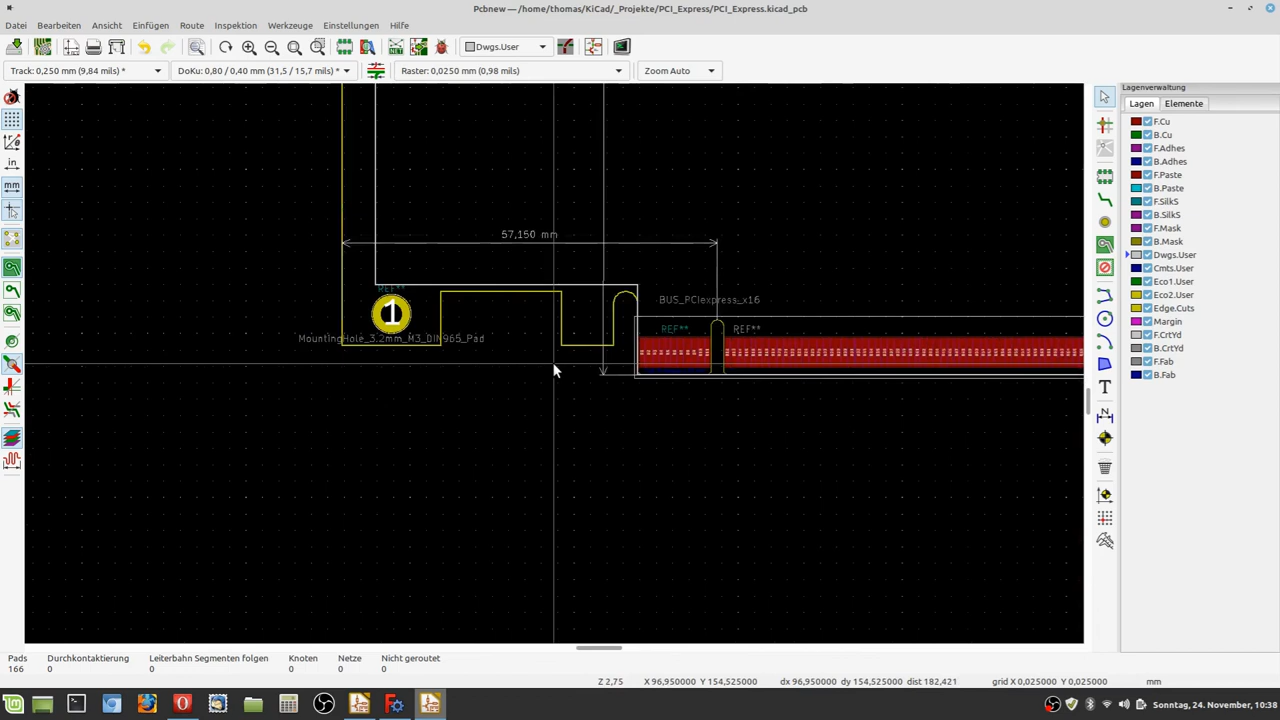 Pcbnew — /home/thomas/KiCad/_Projekte/PCI_Express/PCI_Express.kicad_pcb
Datei Bearbeiten Ansicht Einfügen Route Inspektion Werkzeuge Einstellungen Hilfe
Dwgs.User
Track: 0,250 mm (9,84 mils) * DoKu: 0,80 / 0,40 mm (31,5 / 15,7 mils) * Raster: 0,0250 mm (0,98 mils) Zoom Auto
Lagenverwaltung
Lagen Elemente
F.Cu
B.Cu
F.Adhes
B.Adhes
F.Paste
B.Paste
F.SilkS
B.SilkS
F.Mask
B.Mask
Dwgs.User
Cmts.User
Eco1.User
Eco2.User
Edge.Cuts
Margin
F.CrtYd
B.CrtYd
F.Fab
B.Fab
in
mm
57,150 mm
REF**
1
MountingHole_3.2mm_M3_DIN965_Pad
BUS_PCIexpress_x16
REF** REF**
Pads Durchkontaktierung Leiterbahn Segmenten folgen Knoten Netze Nicht geroutet
166 0 0 0 0 0
Z 2,75 X 96,950000 Y 154,525000 dx 96,950000 dy 154,525000 dist 182,421 grid X 0,025000 Y 0,025000 mm
Sonntag, 24. November, 10:38